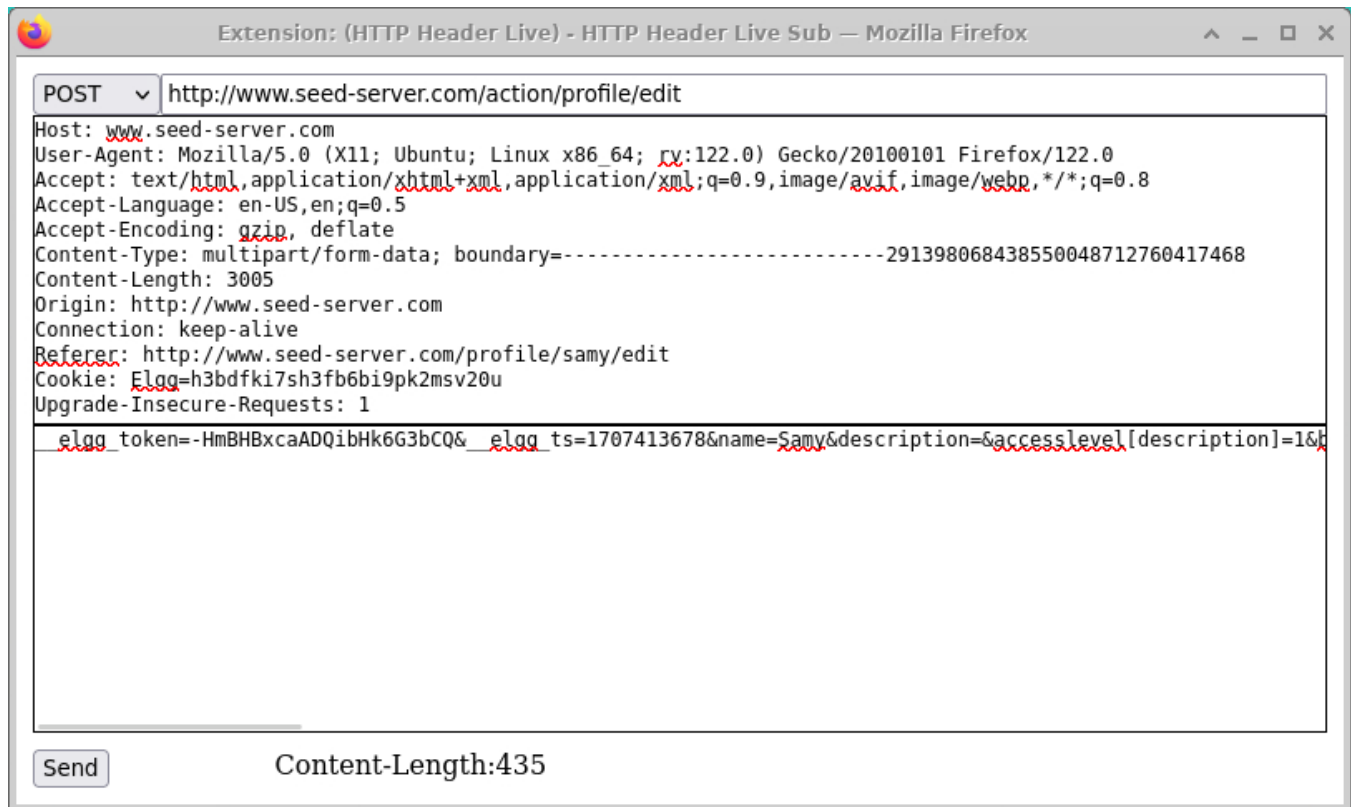 Extension: (HTTP Header Live) - HTTP Header Live Sub — Mozilla Firefox
POST http://www.seed-server.com/action/profile/edit
Host: www.seed-server.com
User-Agent: Mozilla/5.0 (X11; Ubuntu; Linux x86_64; rv:122.0) Gecko/20100101 Firefox/122.0
Accept: text/html,application/xhtml+xml,application/xml;q=0.9,image/avif,image/webp,*/*;q=0.8
Accept-Language: en-US,en;q=0.5
Accept-Encoding: gzip, deflate
Content-Type: multipart/form-data; boundary=---------------------------291398068438550048712760417468
Content-Length: 3005
Origin: http://www.seed-server.com
Connection: keep-alive
Referer: http://www.seed-server.com/profile/samy/edit
Cookie: Elgg=h3bdfki7sh3fb6bi9pk2msv20u
Upgrade-Insecure-Requests: 1
__elgg_token=-HmBHBxcaADQibHk6G3bCQ&__elgg_ts=1707413678&name=Samy&description=&accesslevel[description]=1&b
Send Content-Length:435